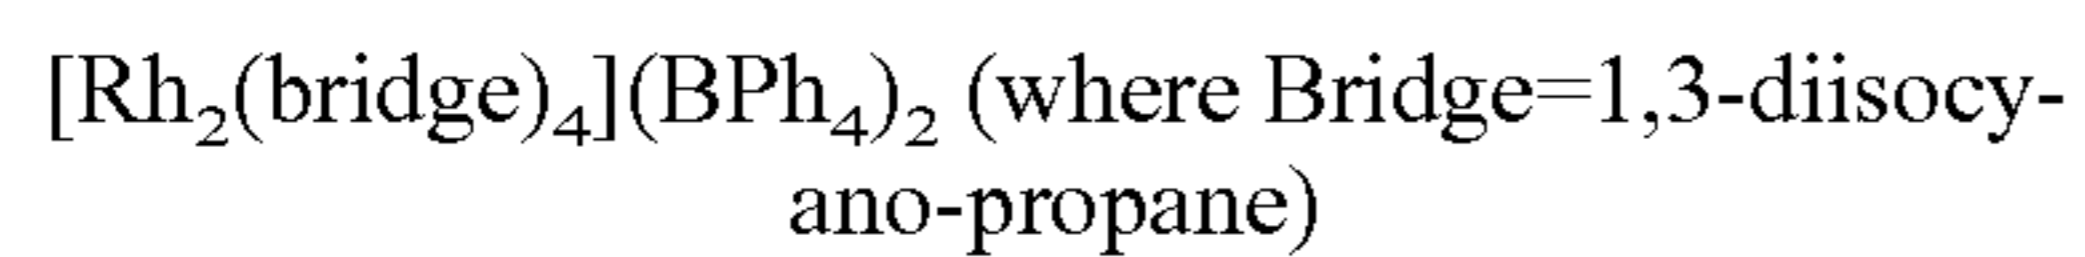 [Rh₂(bridge)₄](BPh₄)₂ (where Bridge=1,3-diisocy-
ano-propane)